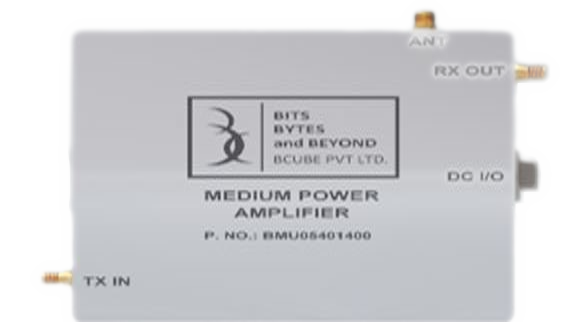 ANT
RX OUT
BITS
BYTES
and BEYOND
BCUBE PVT LTD.
DC I/O
MEDIUM POWER
AMPLIFIER
P. NO.: BMU05401400
TX IN